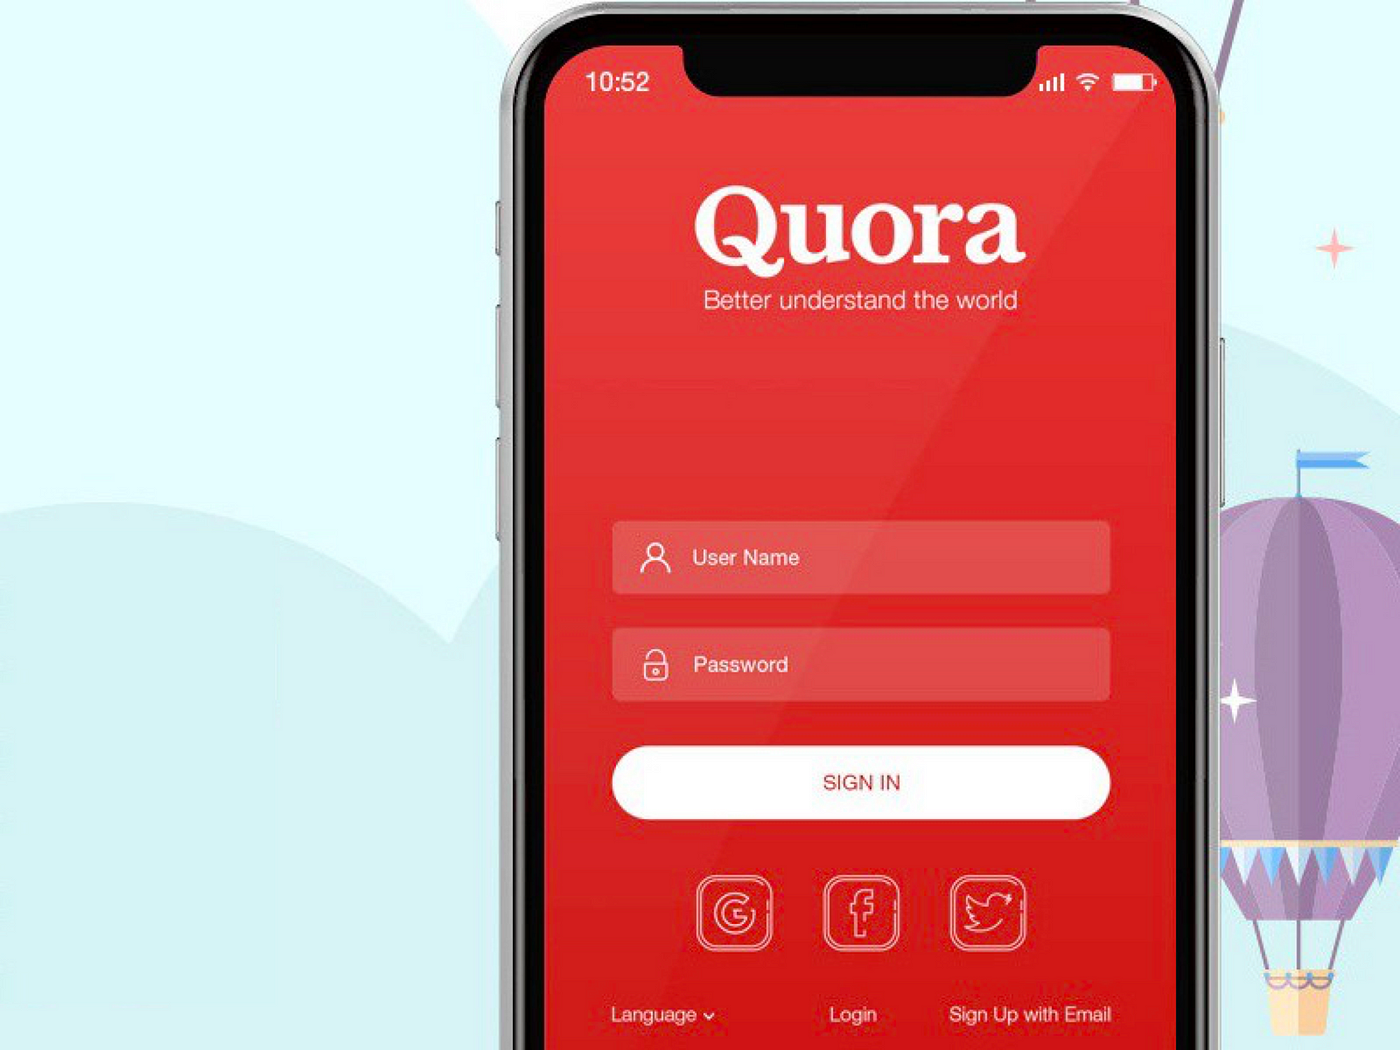 10:52
Quora
Better understand the world
User Name
Password
SIGN IN
Language
Login
Sign Up with Email